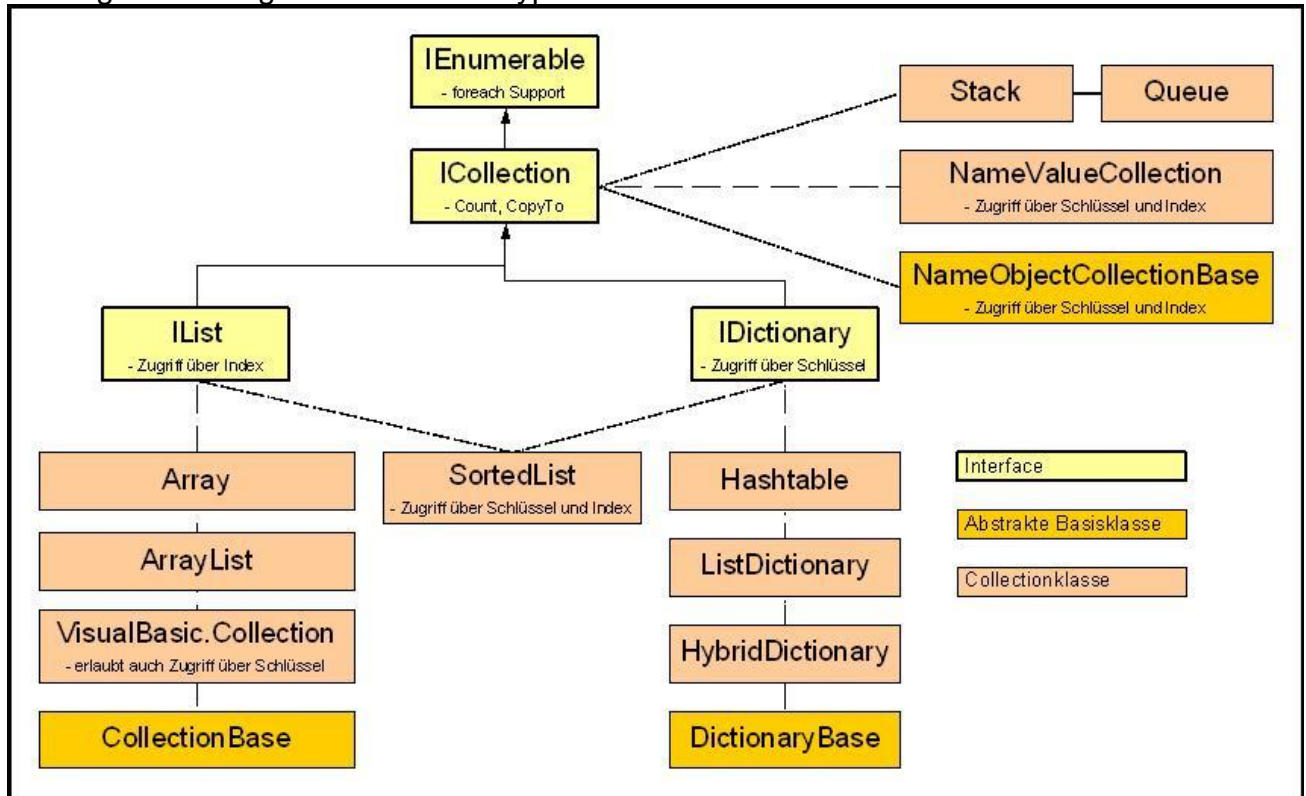 IEnumerable
- foreach Support
ICollection
- Count, CopyTo
Stack
Queue
NameValueCollection
- Zugriff über Schlüssel und Index
NameObjectCollectionBase
- Zugriff über Schlüssel und Index
IList
- Zugriff über Index
IDictionary
- Zugriff über Schlüssel
Array
SortedList
- Zugriff über Schlüssel und Index
Hashtable
ArrayList
ListDictionary
VisualBasic.Collection
- erlaubt auch Zugriff über Schlüssel
HybridDictionary
CollectionBase
DictionaryBase
Interface
Abstrakte Basisklasse
Collectionklasse